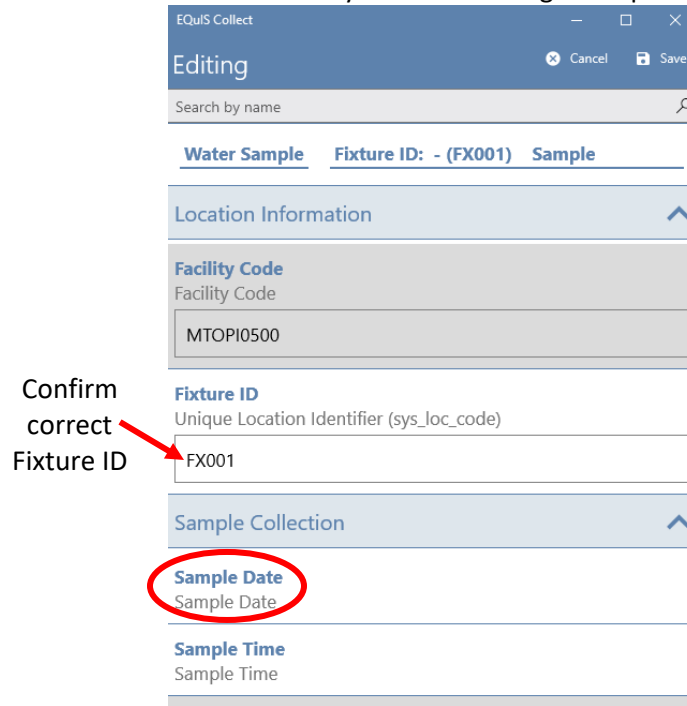 EQuIS Collect
Editing
Cancel
Save
Search by name
Water Sample Fixture ID: - (FX001) Sample
Location Information
Facility Code
Facility Code
MTOPI0500
Confirm
correct
Fixture ID
Fixture ID
Unique Location Identifier (sys_loc_code)
FX001
Sample Collection
Sample Date
Sample Date
Sample Time
Sample Time